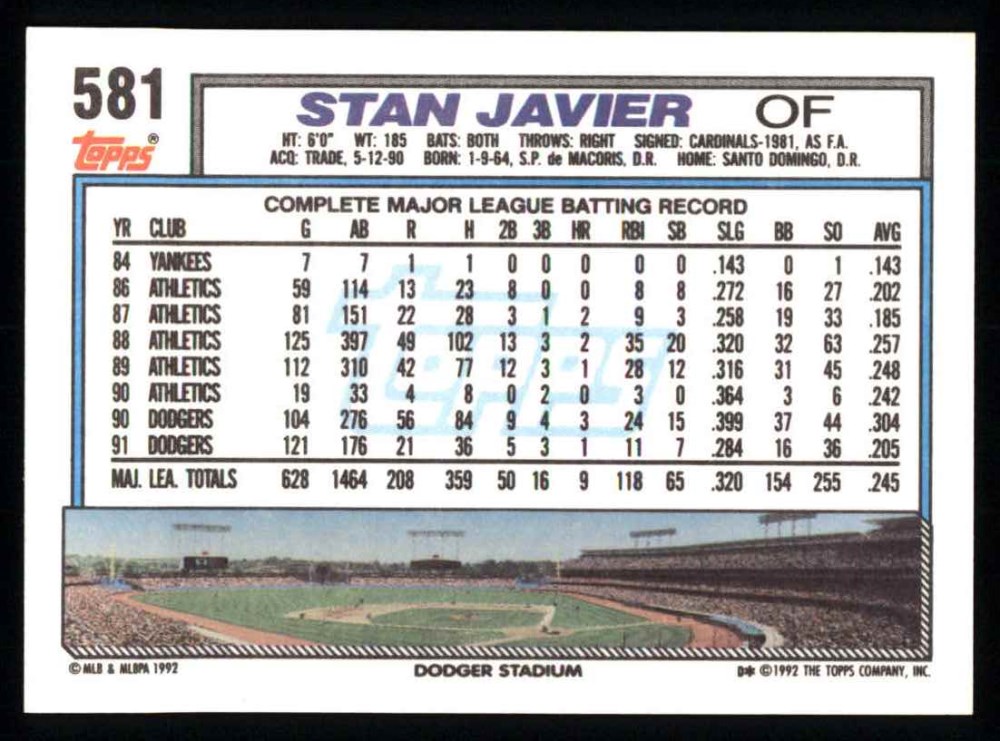 581
Topps®
STAN JAVIER OF
HT: 6'0" WT: 185 BATS: BOTH THROWS: RIGHT SIGNED: CARDINALS-1981, AS F.A.
ACQ: TRADE, 5-12-90 BORN: 1-9-64, S.P. de MACORIS, D.R. HOME: SANTO DOMINGO, D.R.
COMPLETE MAJOR LEAGUE BATTING RECORD
YR CLUB G AB R H 2B 3B HR RBI SB SLG BB SO AVG
84 YANKEES 7 7 1 1 0 0 0 0 0 .143 0 1 .143
86 ATHLETICS 59 114 13 23 8 0 0 8 8 .272 16 27 .202
87 ATHLETICS 81 151 22 28 3 1 2 9 3 .258 19 33 .185
88 ATHLETICS 125 397 49 102 13 3 2 35 20 .320 32 63 .257
89 ATHLETICS 112 310 42 77 12 3 1 28 12 .316 31 45 .248
90 ATHLETICS 19 33 4 8 0 2 0 3 0 .364 3 6 .242
90 DODGERS 104 276 56 84 9 4 3 24 15 .399 37 44 .304
91 DODGERS 121 176 21 36 5 3 1 11 7 .284 16 36 .205
MAJ. LEA. TOTALS 628 1464 208 359 50 16 9 118 65 .320 154 255 .245
Topps
© MLB & MLBPA 1992 DODGER STADIUM D* © 1992 THE TOPPS COMPANY, INC.